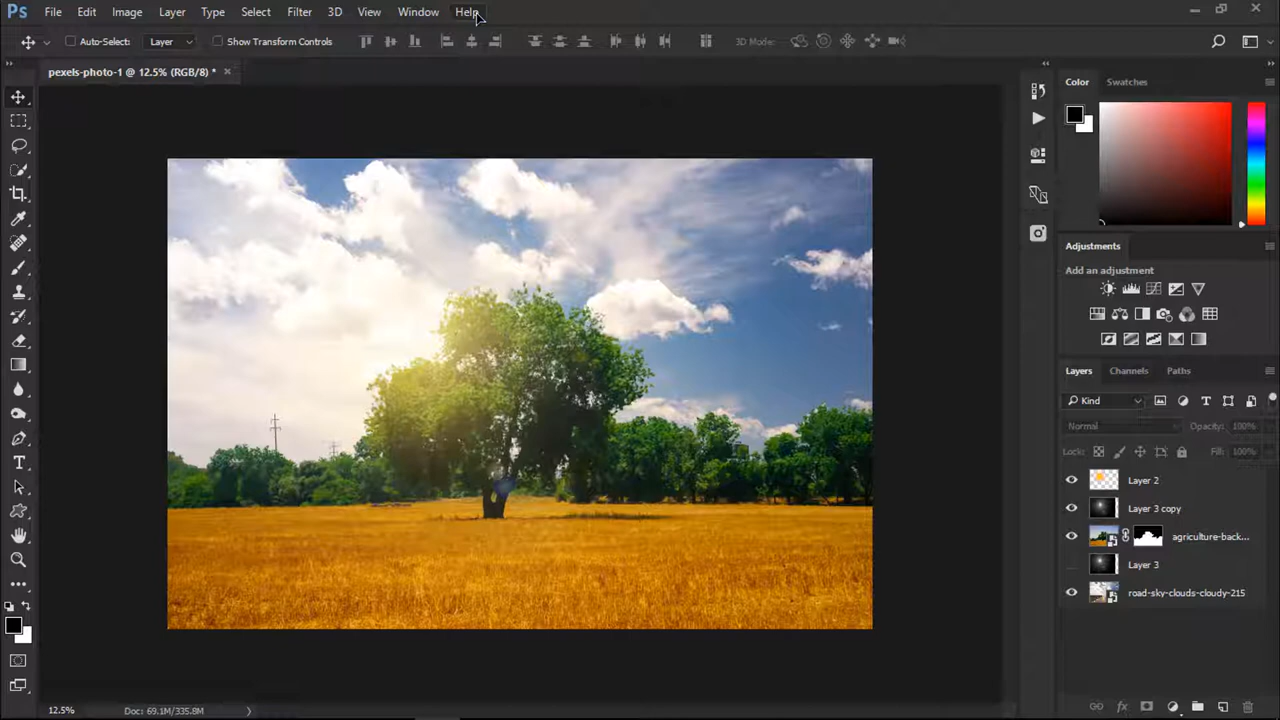 Ps File Edit Image Layer Type Select Filter 3D View Window Help
Auto-Select: Layer Show Transform Controls 3D Mode:
pexels-photo-1 @ 12.5% (RGB/8) * ×
Color Swatches
Adjustments
Add an adjustment
Layers Channels Paths
Kind
Normal Opacity: 100%
Lock: Fill: 100%
Layer 2
Layer 3 copy
agriculture-back...
Layer 3
road-sky-clouds-cloudy-215
12.5% Doc: 69.1M/335.8M